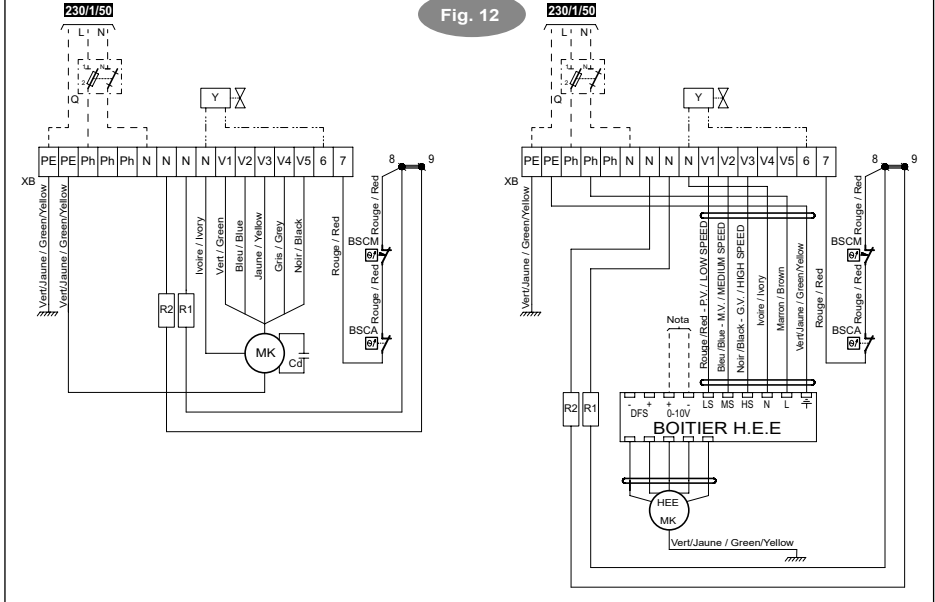 230/1/50
Fig. 12
230/1/50
L N
L N
1 N
2
Q
Y
1 N
2
Q
Y
PE PE Ph Ph Ph N N N N V1 V2 V3 V4 V5 6 7
8 9
XB
PE PE Ph Ph Ph N N N N V1 V2 V3 V4 V5 6 7
8 9
XB
Vert/Jaune / Green/Yellow
Vert/Jaune / Green/Yellow
Ivoire / Ivory
Vert / Green
Bleu / Blue
Jaune / Yellow
Gris / Grey
Noir / Black
Rouge / Red
Rouge / Red
BSCM
θ
Rouge / Red
BSCA
θ
R2 R1
MK
Cd
Vert/Jaune / Green/Yellow
Rouge /Red - P.V. / LOW SPEED
Bleu /Blue - M.V. / MEDIUM SPEED
Noir /Black - G.V. / HIGH SPEED
Ivoire / Ivory
Marron / Brown
Vert/Jaune / Green/Yellow
Rouge / Red
Rouge / Red
BSCM
θ
Rouge / Red
BSCA
θ
Nota
R2 R1
- + + - LS MS HS N L
DFS 0-10V
BOITIER H.E.E
HEE
MK
Vert/Jaune / Green/Yellow